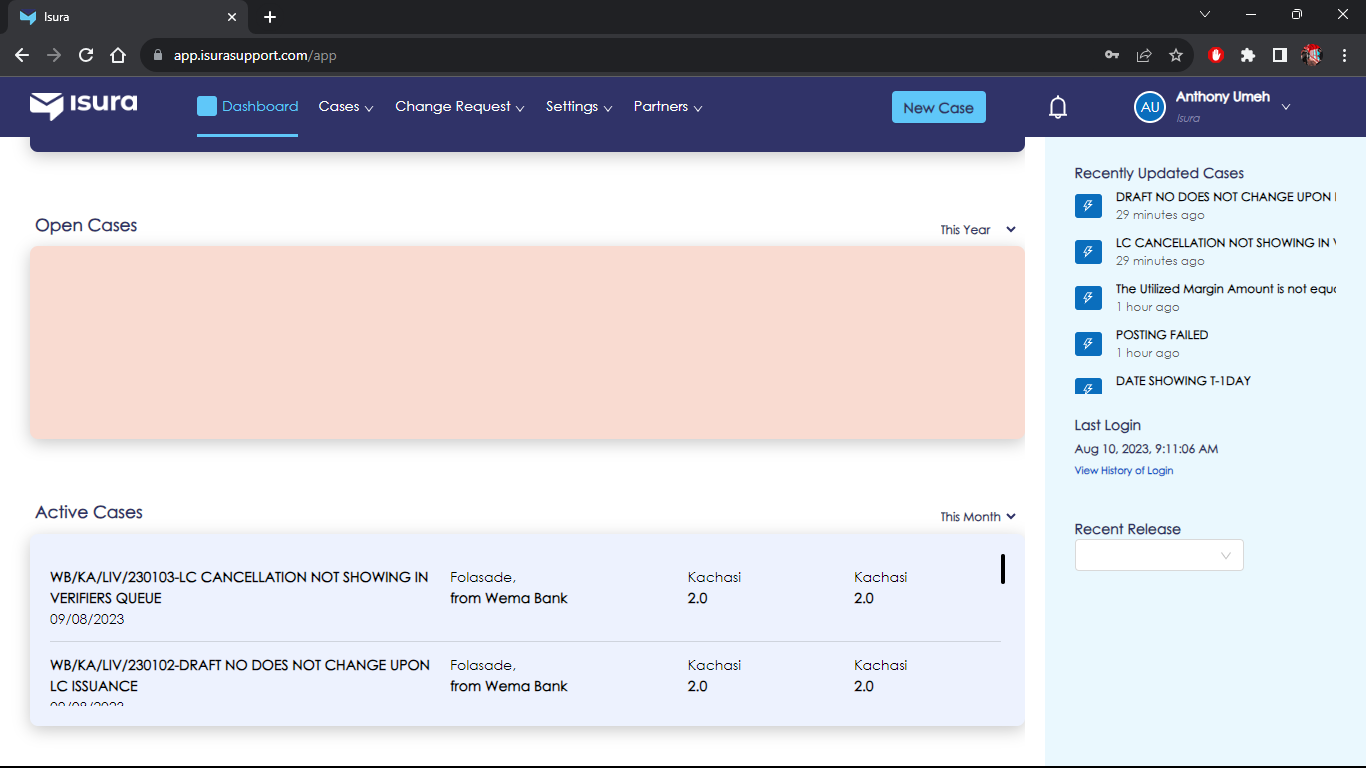 Isura
app.isurasupport.com/app
ISURA
Dashboard
Cases
Change Request
Settings
Partners
New Case
AU
Anthony Umeh
Isura
Open Cases
This Year
Active Cases
This Month
WB/KA/LIV/230103-LC CANCELLATION NOT SHOWING IN
VERIFIERS QUEUE
09/08/2023
Folasade,
from Wema Bank
Kachasi
2.0
Kachasi
2.0
WB/KA/LIV/230102-DRAFT NO DOES NOT CHANGE UPON
LC ISSUANCE
09/08/2023
Folasade,
from Wema Bank
Kachasi
2.0
Kachasi
2.0
Recently Updated Cases
DRAFT NO DOES NOT CHANGE UPON
29 minutes ago
LC CANCELLATION NOT SHOWING IN
29 minutes ago
The Utilized Margin Amount is not equa
1 hour ago
POSTING FAILED
1 hour ago
DATE SHOWING T-1DAY
Last Login
Aug 10, 2023, 9:11:06 AM
View History of Login
Recent Release